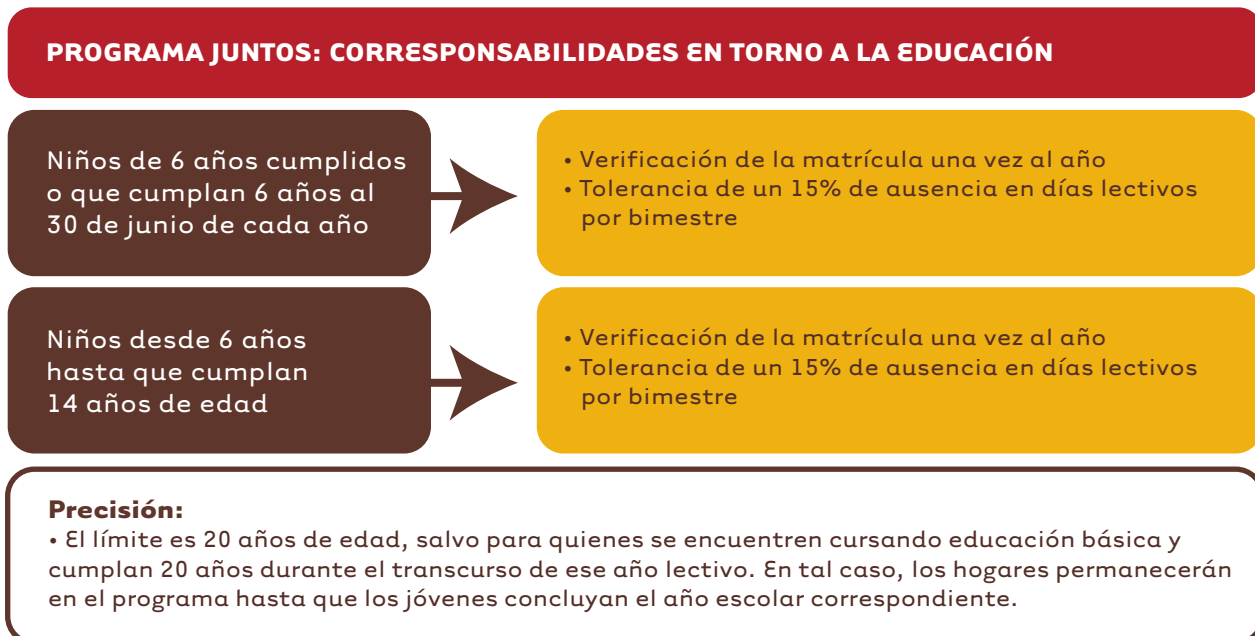 PROGRAMA JUNTOS: CORRESPONSABILIDADES EN TORNO A LA EDUCACIÓN
Niños de 6 años cumplidos
o que cumplan 6 años al
30 de junio de cada año
• Verificación de la matrícula una vez al año
• Tolerancia de un 15% de ausencia en días lectivos
por bimestre
Niños desde 6 años
hasta que cumplan
14 años de edad
• Verificación de la matrícula una vez al año
• Tolerancia de un 15% de ausencia en días lectivos
por bimestre
Precisión:
• El límite es 20 años de edad, salvo para quienes se encuentren cursando educación básica y
cumplan 20 años durante el transcurso de ese año lectivo. En tal caso, los hogares permanecerán
en el programa hasta que los jóvenes concluyan el año escolar correspondiente.